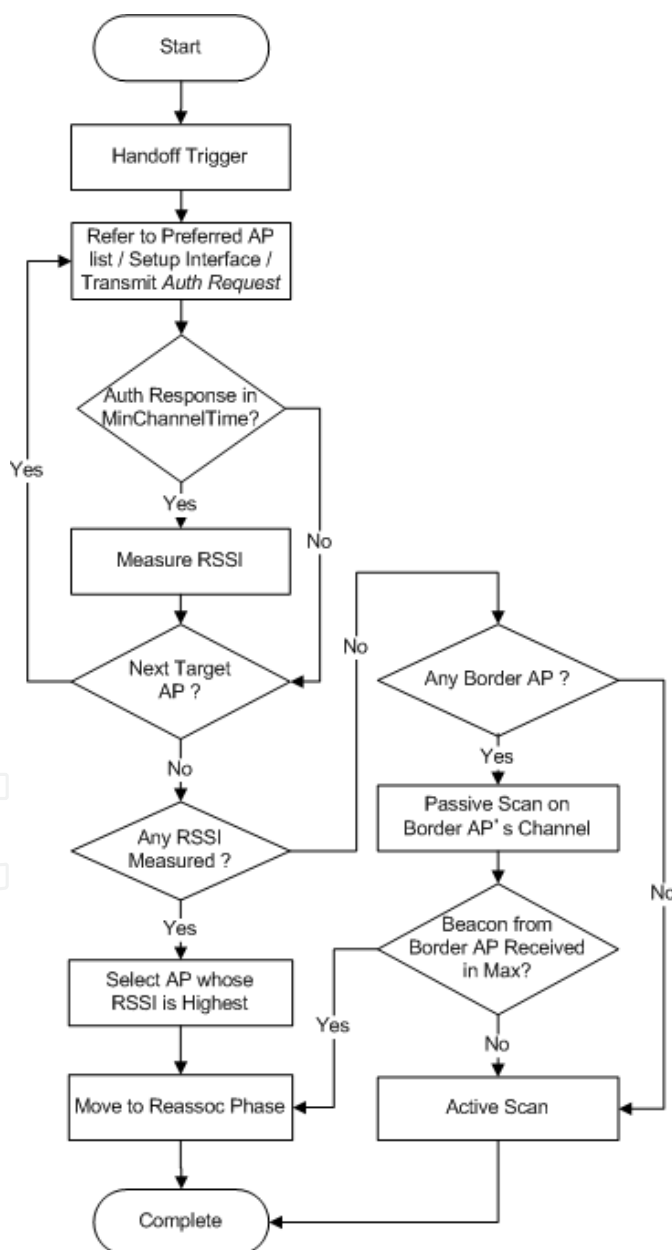 Start
Handoff Trigger
Refer to Preferred AP
list / Setup Interface /
Transmit Auth Request
Auth Response in
MinChannelTime?
Yes
Yes
No
Measure RSSI
Next Target
AP ?
No
Any RSSI
Measured ?
No
Yes
Select AP whose
RSSI is Highest
Move to Reassoc Phase
Complete
Any Border AP ?
Yes
No
Passive Scan on
Border AP's Channel
Beacon from
Border AP Received
in Max?
Yes
No
Active Scan